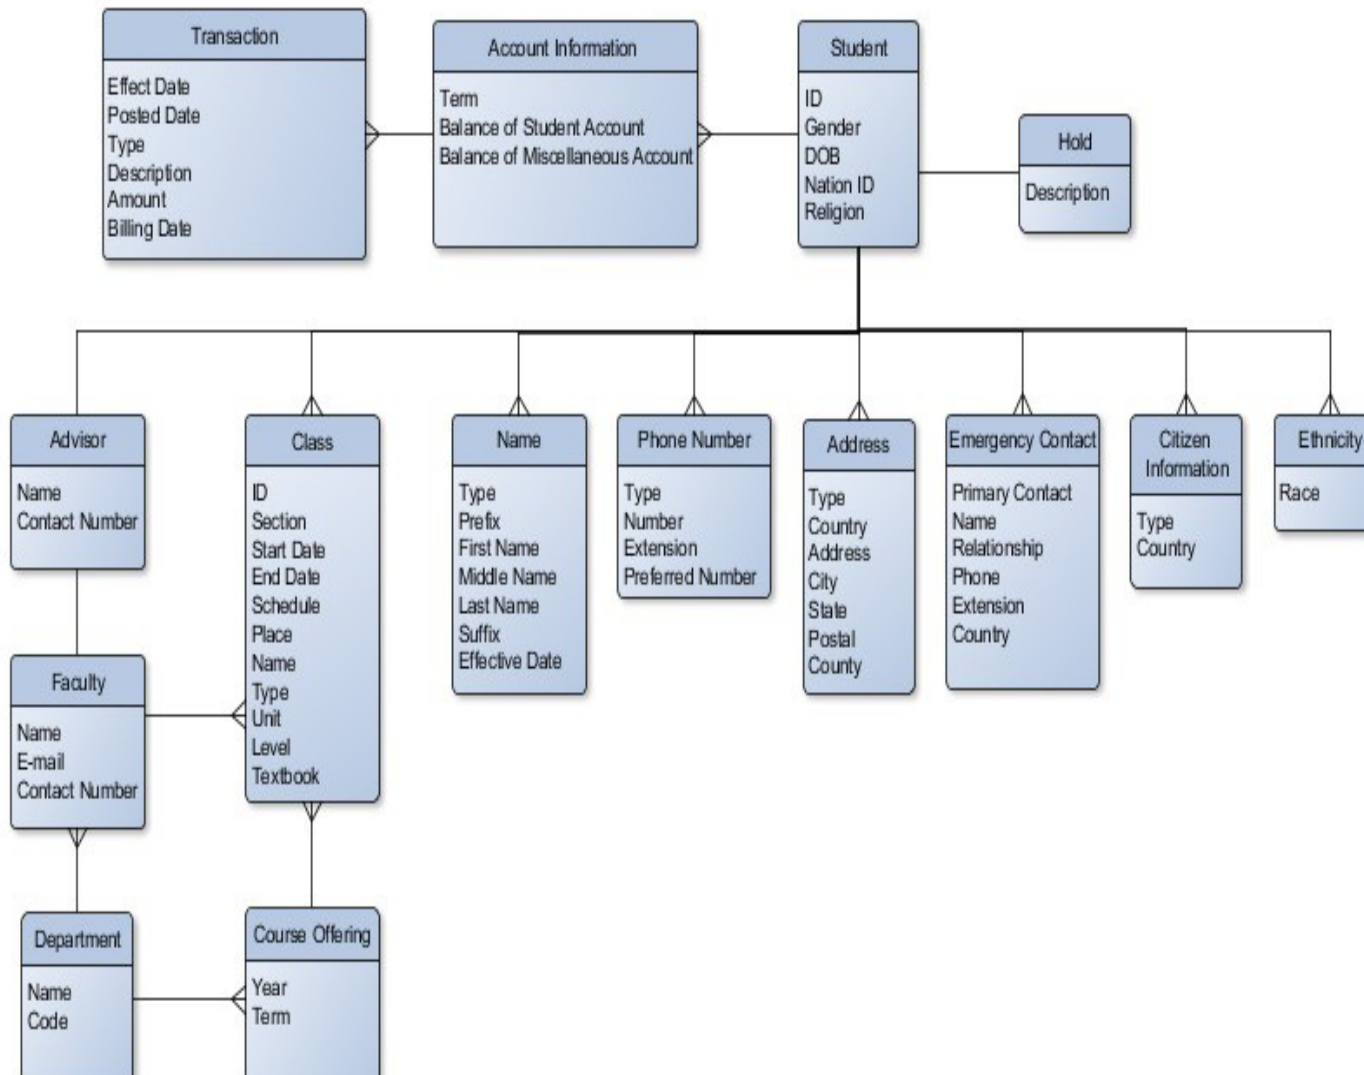 Transaction
Effect Date
Posted Date
Type
Description
Amount
Billing Date
Account Information
Term
Balance of Student Account
Balance of Miscellaneous Account
Student
ID
Gender
DOB
Nation ID
Religion
Hold
Description
Advisor
Name
Contact Number
Class
ID
Section
Start Date
End Date
Schedule
Place
Name
Type
Unit
Level
Textbook
Name
Type
Prefix
First Name
Middle Name
Last Name
Suffix
Effective Date
Phone Number
Type
Number
Extension
Preferred Number
Address
Type
Country
Address
City
State
Postal
County
Emergency Contact
Primary Contact
Name
Relationship
Phone
Extension
Country
Citizen
Information
Type
Country
Ethnicity
Race
Faculty
Name
E-mail
Contact Number
Department
Name
Code
Course Offering
Year
Term